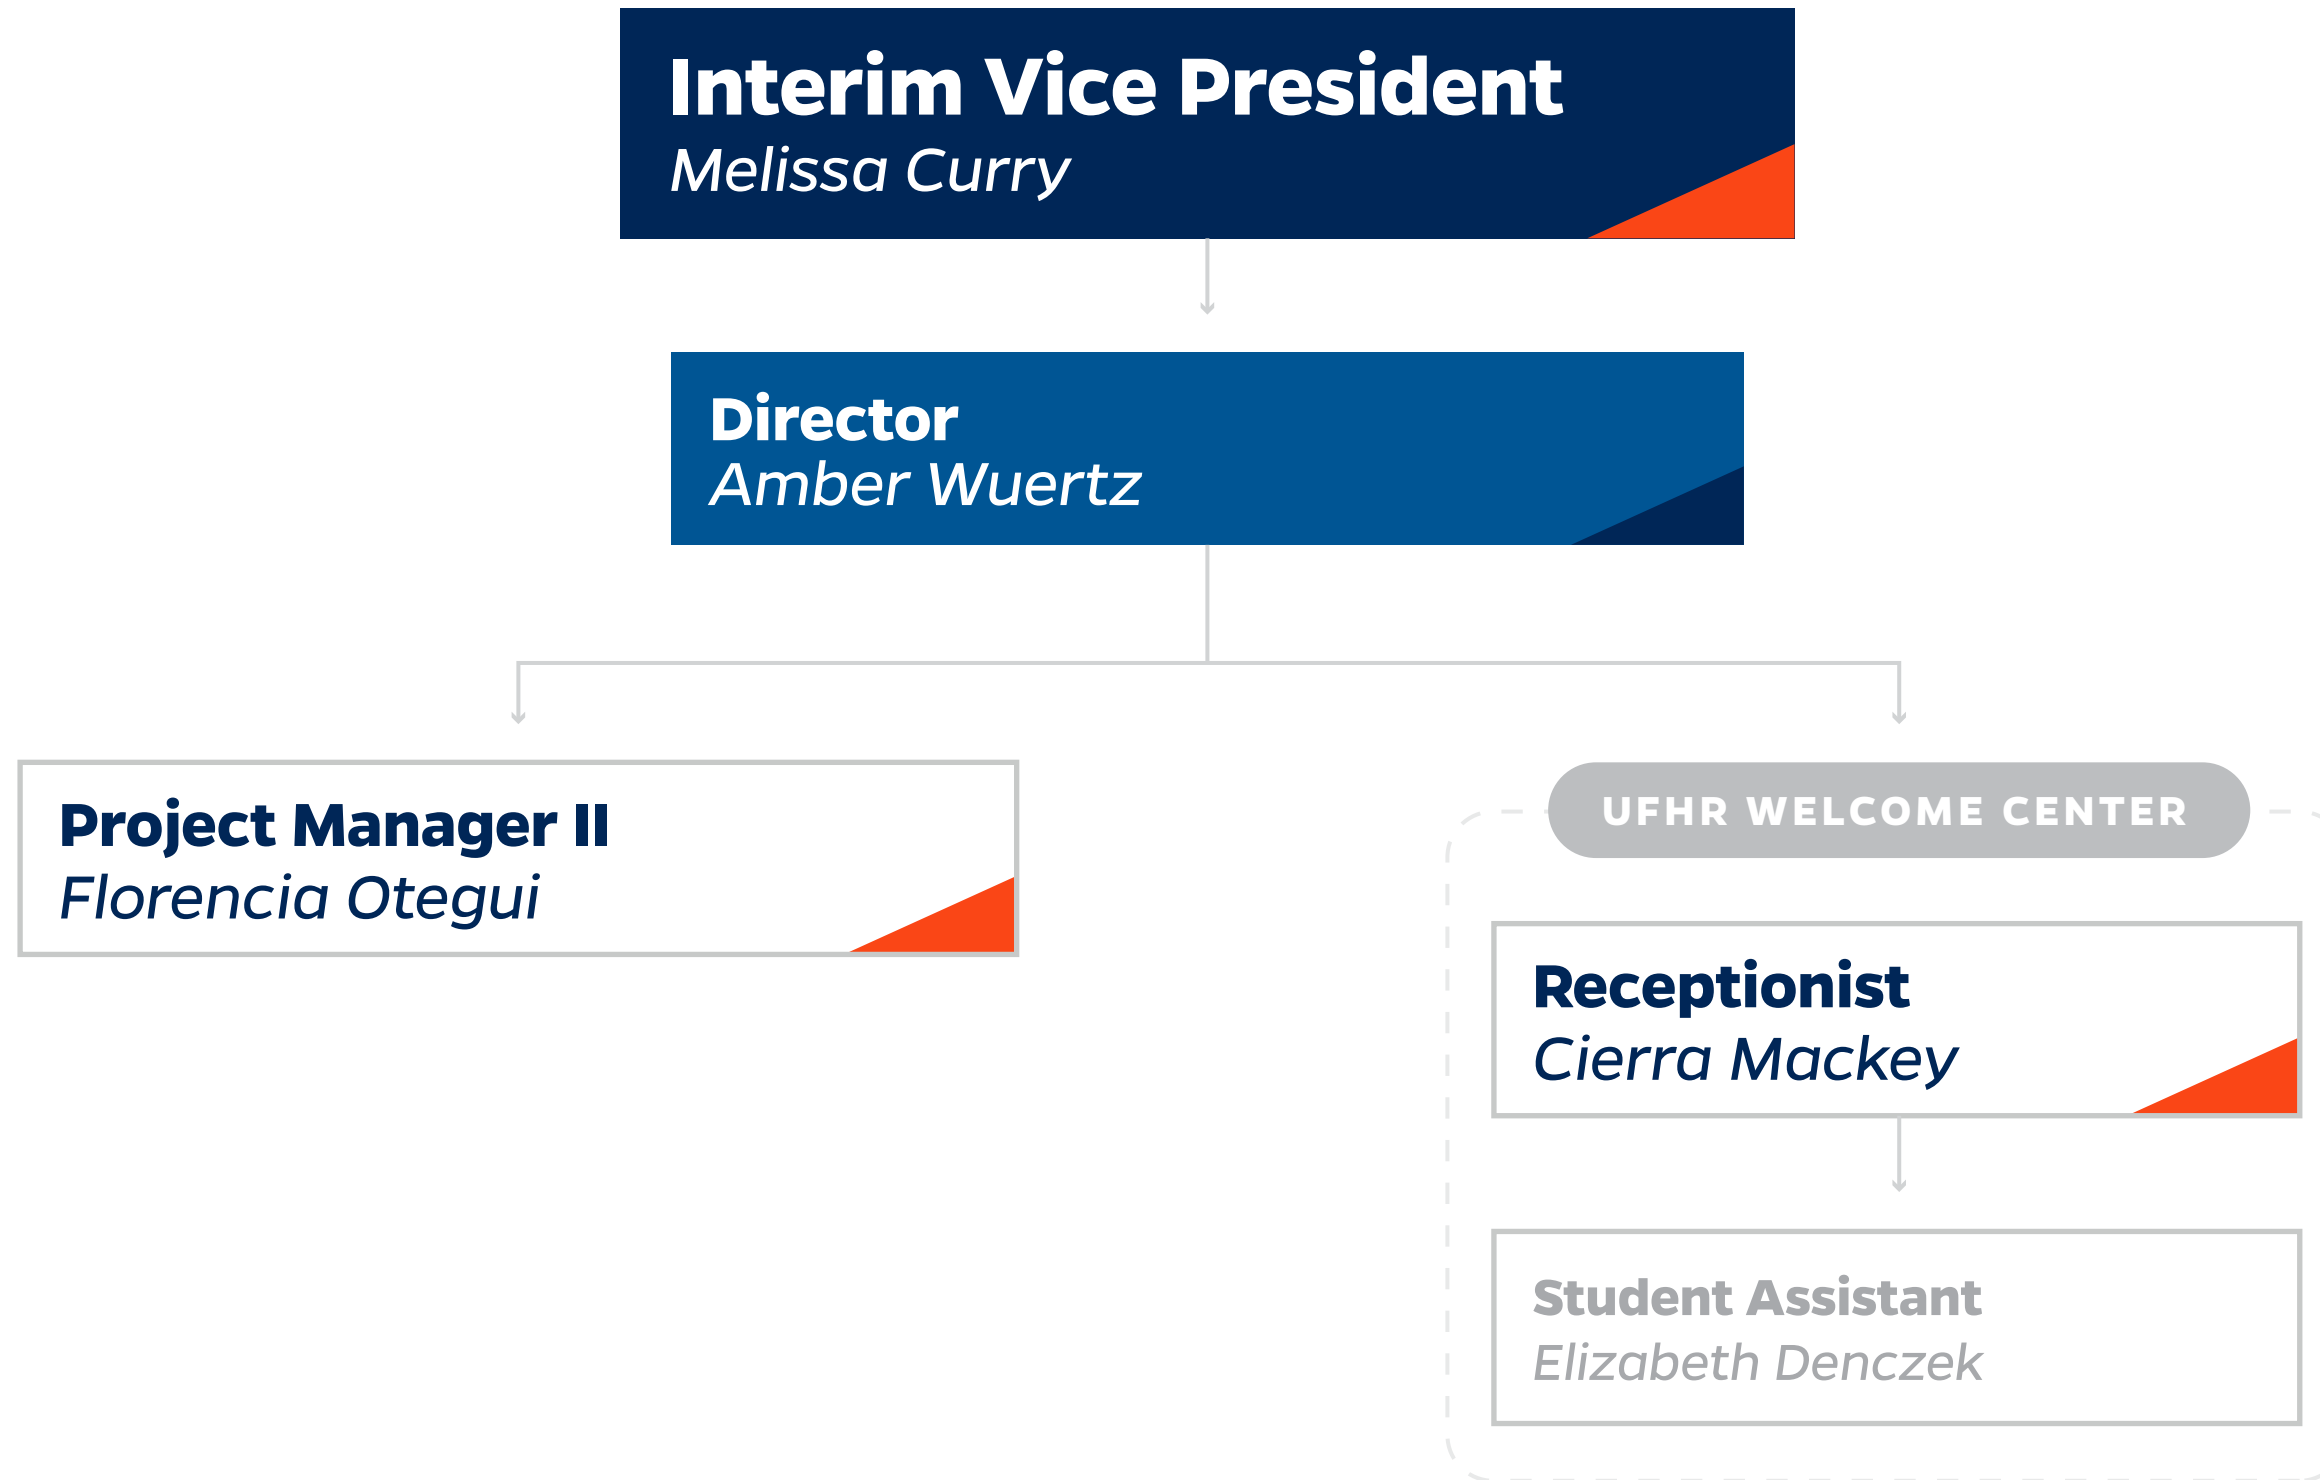 Interim Vice President
Melissa Curry
Director
Amber Wuertz
Project Manager II
Florencia Otegui
UFHR WELCOME CENTER
Receptionist
Cierra Mackey
Student Assistant
Elizabeth Denczek